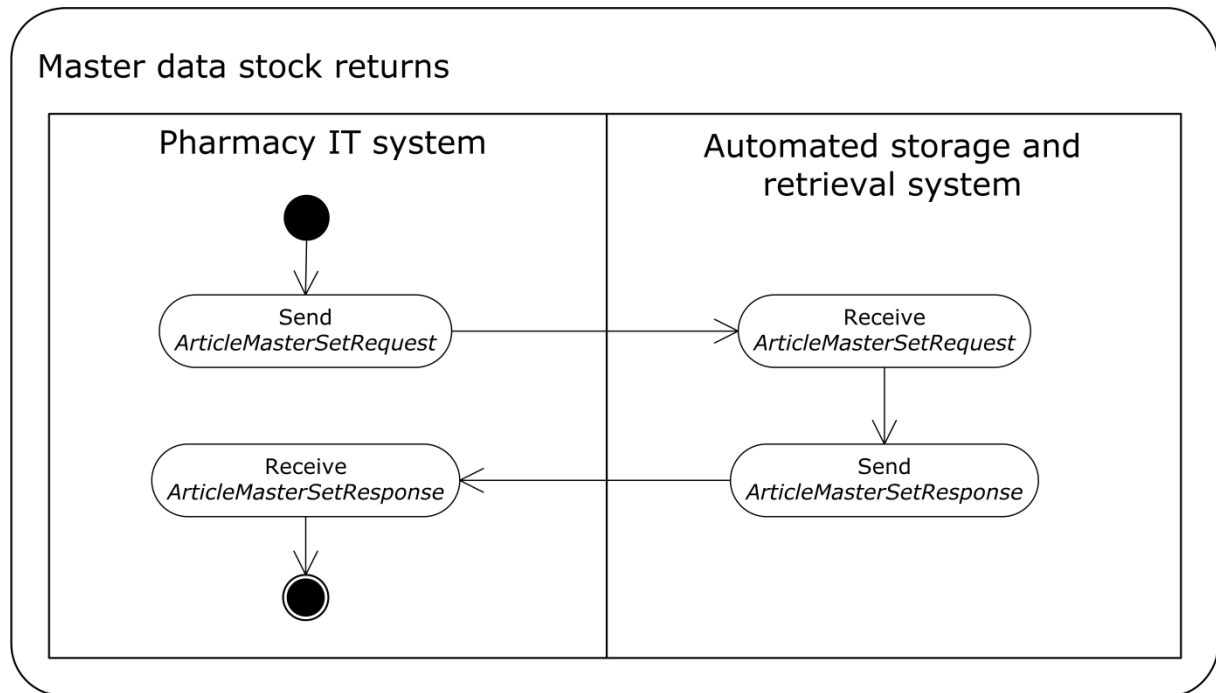 Master data stock returns
Pharmacy IT system
Automated storage and
retrieval system
Send
ArticleMasterSetRequest
Receive
ArticleMasterSetRequest
Receive
ArticleMasterSetResponse
Send
ArticleMasterSetResponse